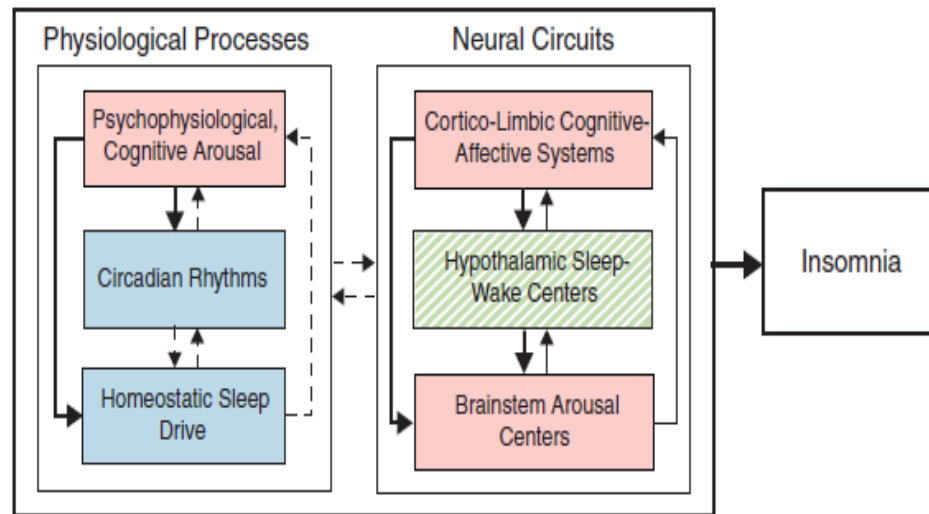 Physiological Processes
Neural Circuits
Psychophysiological,
Cognitive Arousal
Circadian Rhythms
Homeostatic Sleep
Drive
Cortico-Limbic Cognitive-
Affective Systems
Hypothalamic Sleep-
Wake Centers
Brainstem Arousal
Centers
Insomnia